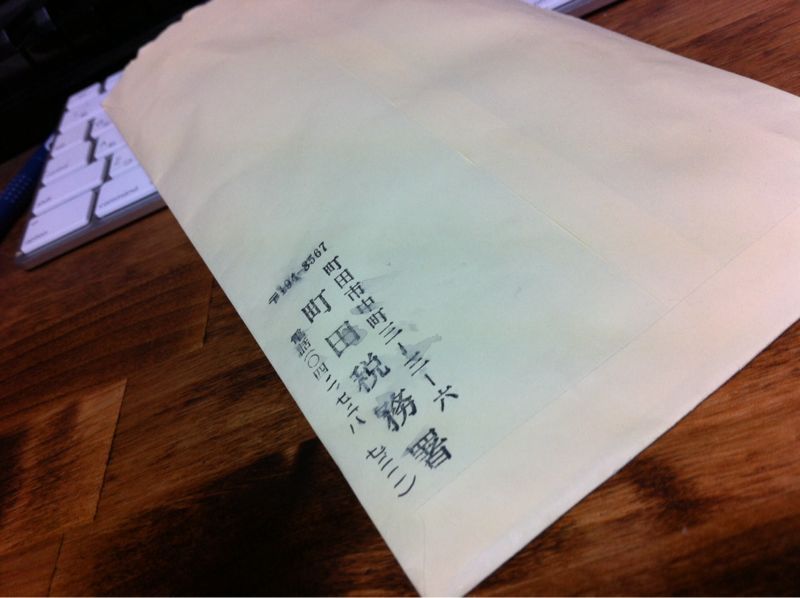 〒194-8567
町田市中町三ー三ー六
町田税務署
電話〇四二(七二八)七二一一
command